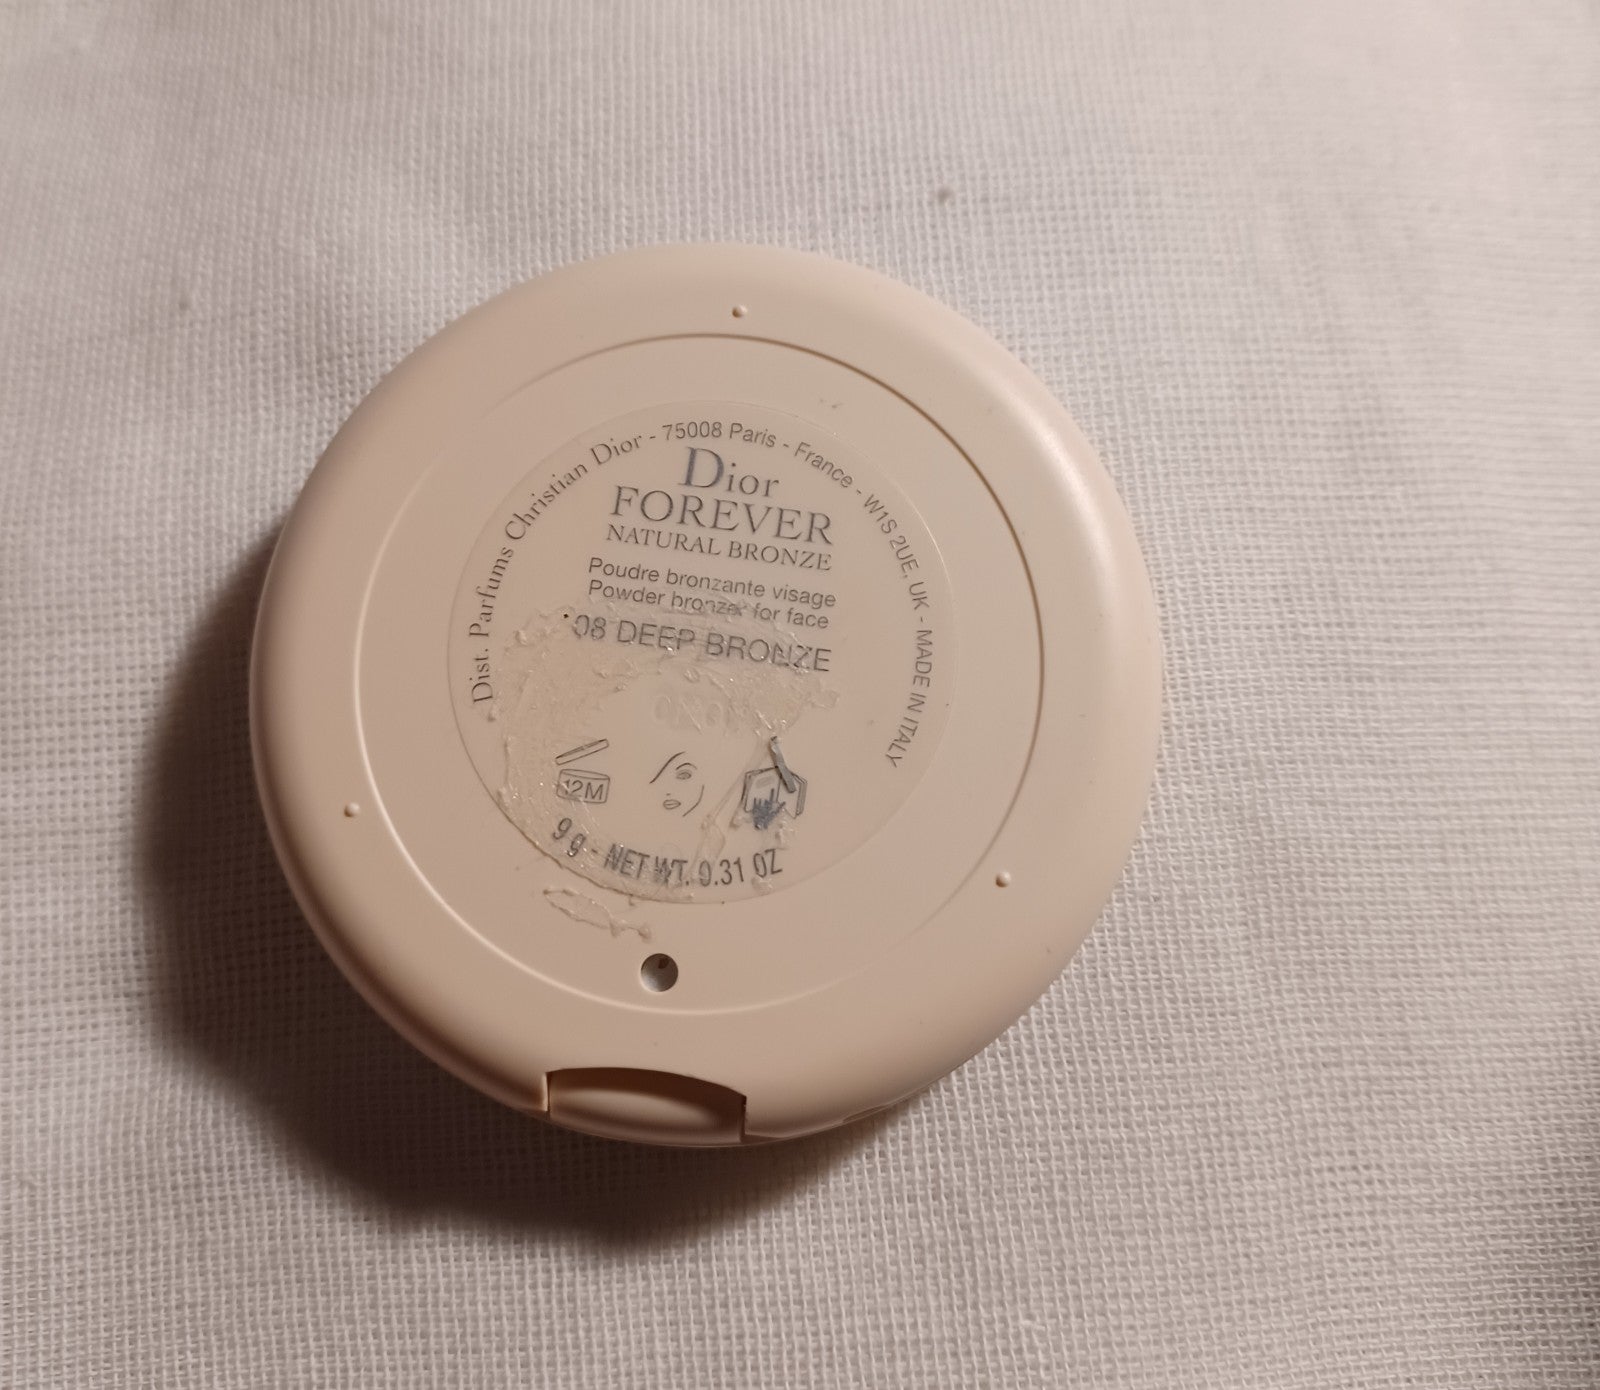 Dist. Parfums Christian Dior - 75008 Paris - France - W1S 2UE, UK - MADE IN ITALY
Dior
FOREVER
NATURAL BRONZE
Poudre bronzante visage
Powder bronzer for face
08 DEEP BRONZE
12M
9 g - NET WT. 0.31 OZ